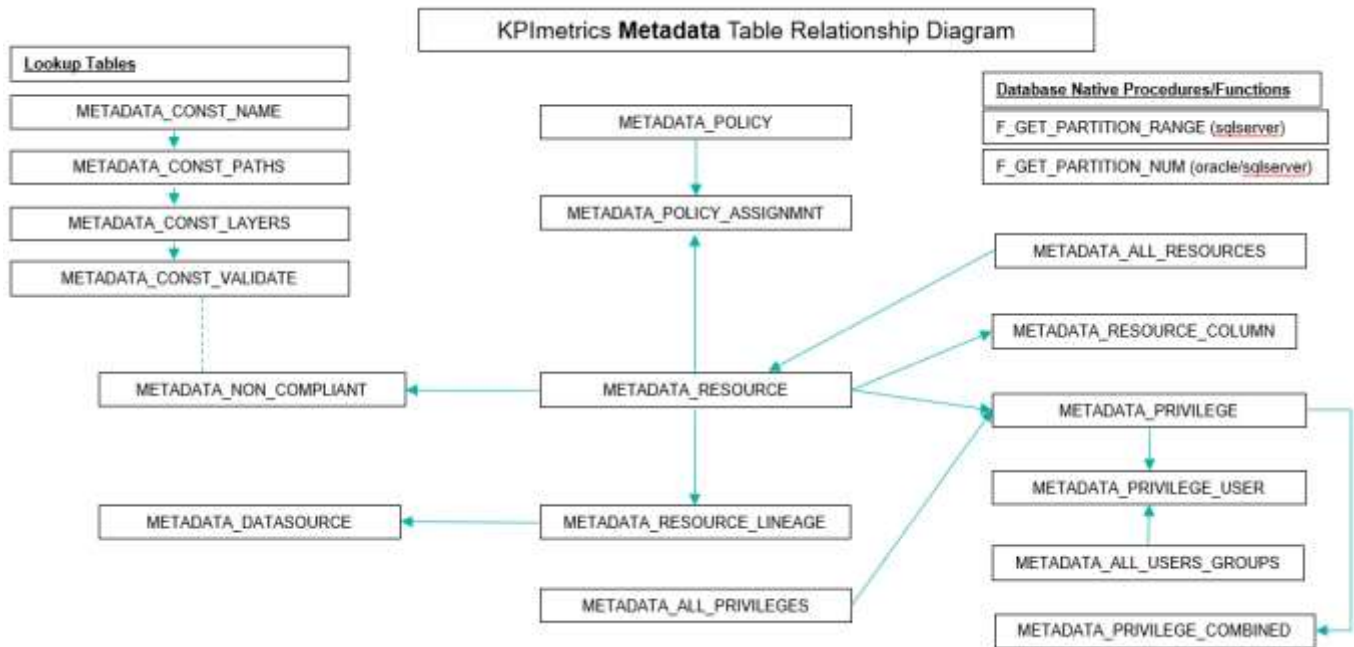 KPImetrics Metadata Table Relationship Diagram
Lookup Tables
METADATA_CONST_NAME
METADATA_CONST_PATHS
METADATA_CONST_LAYERS
METADATA_CONST_VALIDATE
METADATA_POLICY
METADATA_POLICY_ASSIGNMNT
Database Native Procedures/Functions
F_GET_PARTITION_RANGE (sqlserver)
F_GET_PARTITION_NUM (oracle/sqlserver)
METADATA_ALL_RESOURCES
METADATA_RESOURCE_COLUMN
METADATA_NON_COMPLIANT
METADATA_RESOURCE
METADATA_PRIVILEGE
METADATA_PRIVILEGE_USER
METADATA_DATASOURCE
METADATA_RESOURCE_LINEAGE
METADATA_ALL_USERS_GROUPS
METADATA_ALL_PRIVILEGES
METADATA_PRIVILEGE_COMBINED